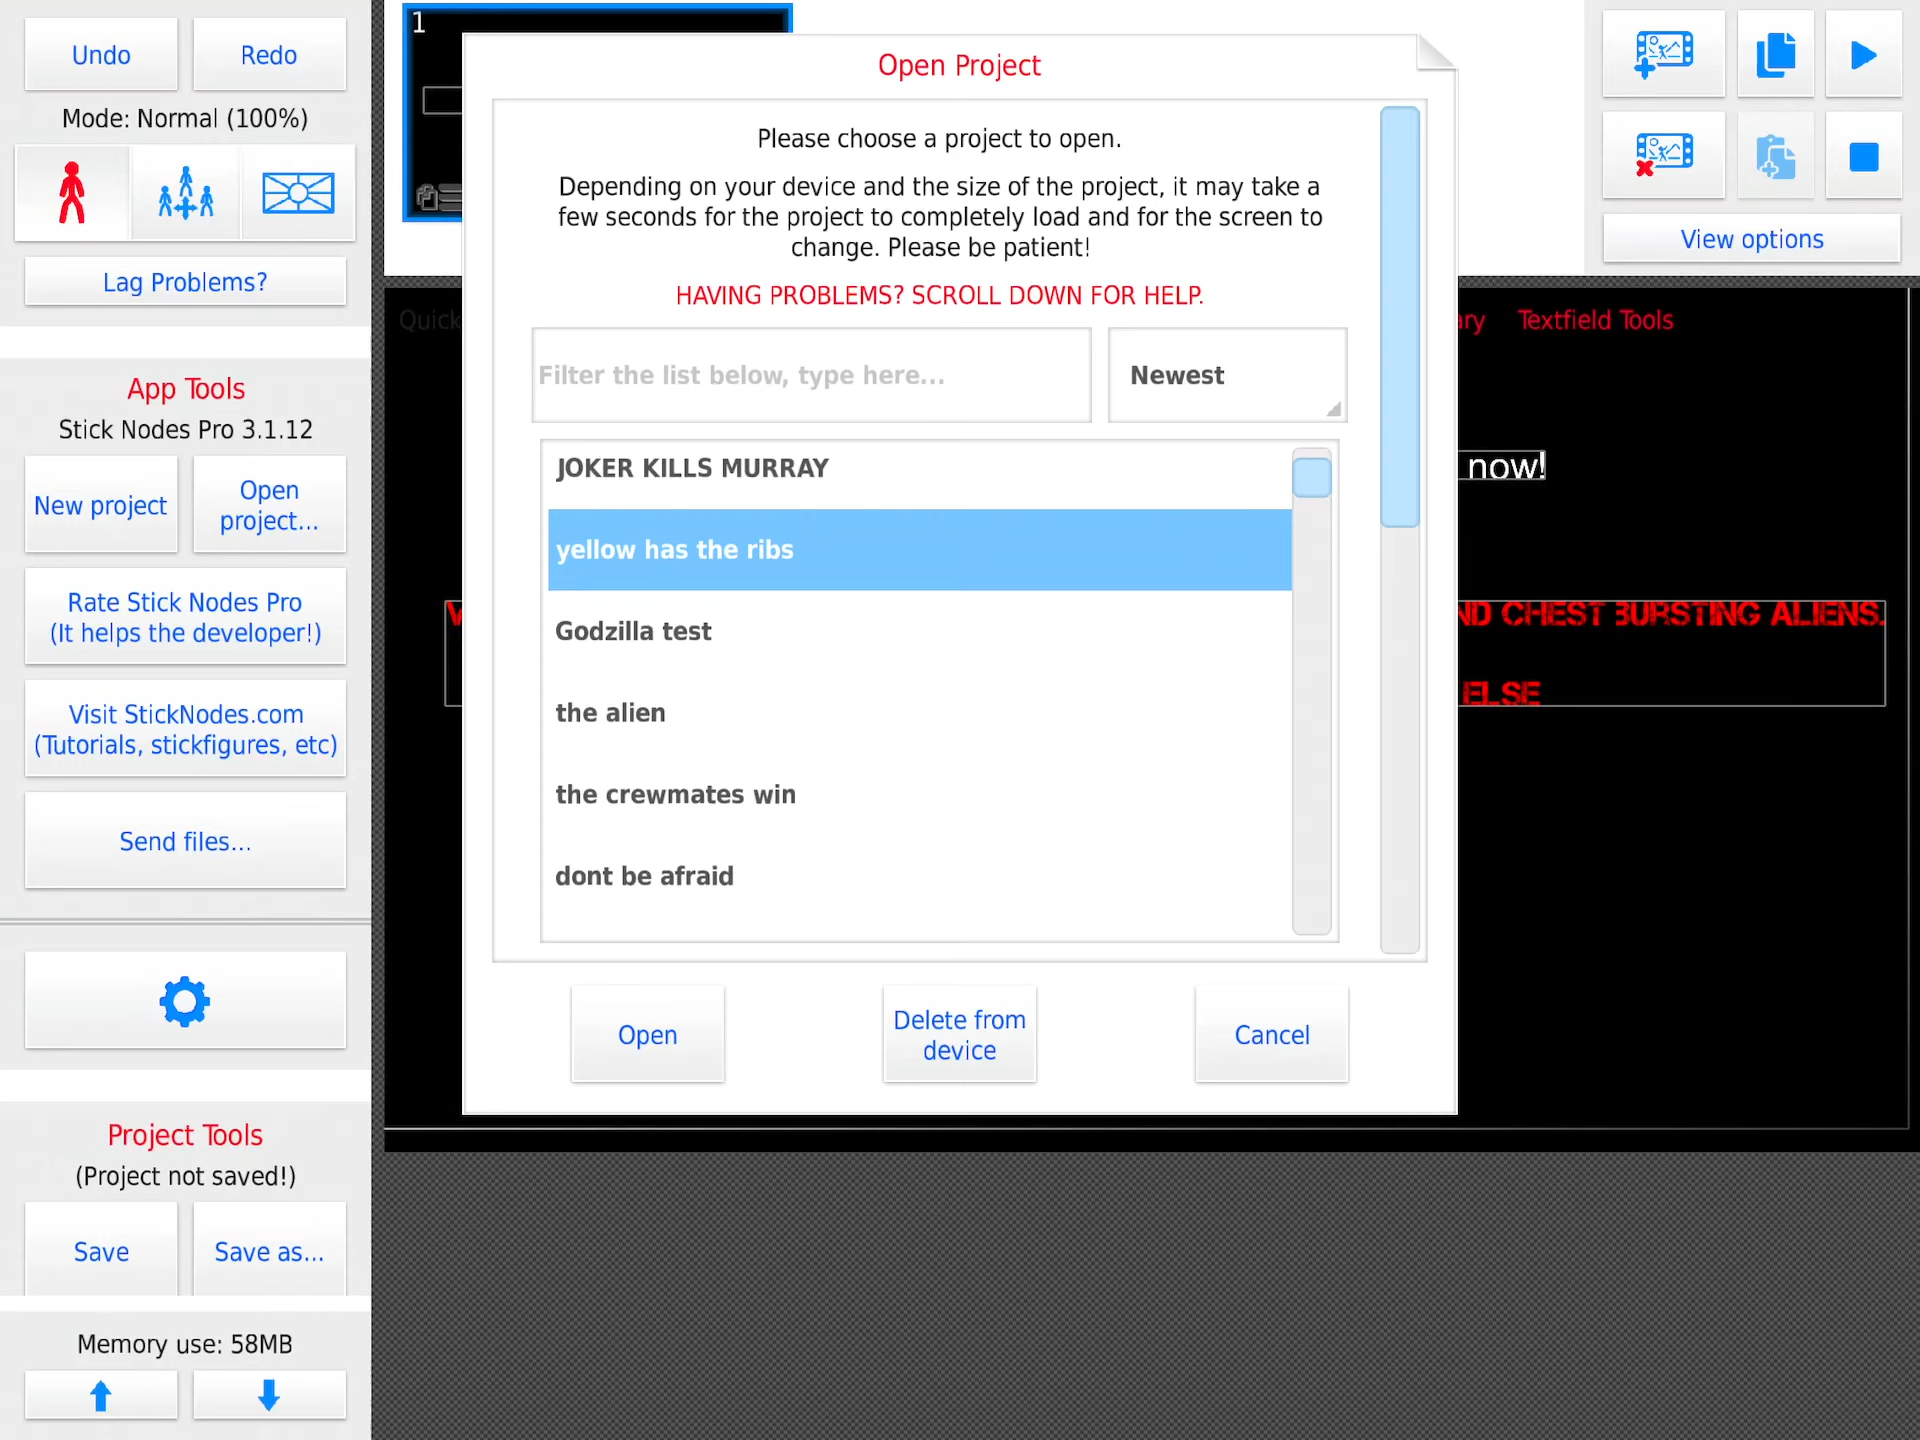 Undo
Redo
Mode: Normal (100%)
Lag Problems?
App Tools
Stick Nodes Pro 3.1.12
New project
Open
project...
Rate Stick Nodes Pro
(It helps the developer!)
Visit StickNodes.com
(Tutorials, stickfigures, etc)
Send files...
Project Tools
(Project not saved!)
Save
Save as...
Memory use: 58MB
1
Open Project
Please choose a project to open.
Depending on your device and the size of the project, it may take a
few seconds for the project to completely load and for the screen to
change. Please be patient!
HAVING PROBLEMS? SCROLL DOWN FOR HELP.
Filter the list below, type here...
Newest
JOKER KILLS MURRAY
yellow has the ribs
Godzilla test
the alien
the crewmates win
dont be afraid
Open
Delete from
device
Cancel
View options
Quick
Textfield Tools
now!
CHEST BURSTING ALIENS.
ELSE